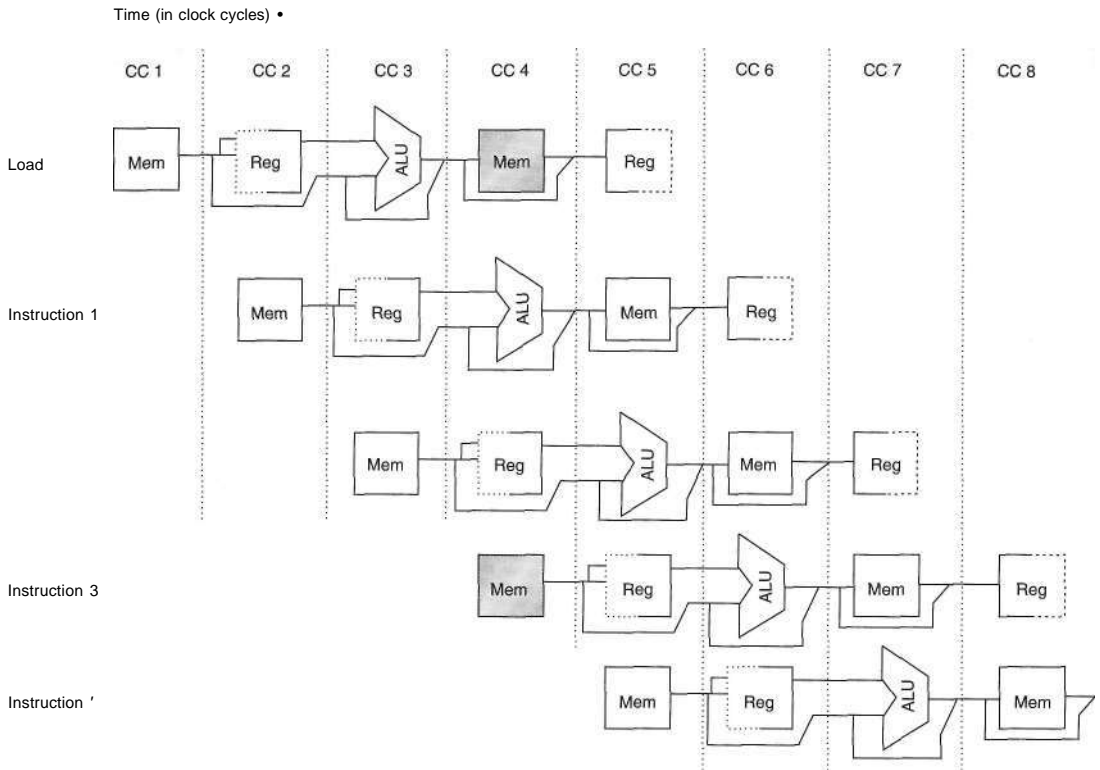 Time (in clock cycles) •
CC 1 CC 2 CC 3 CC 4 CC 5 CC 6 CC 7 CC 8
Load Mem Reg ALU Mem Reg
Instruction 1 Mem Reg ALU Mem Reg
Mem Reg ALU Mem Reg
Instruction 3 Mem Reg ALU Mem Reg
Instruction ' Mem Reg ALU Mem